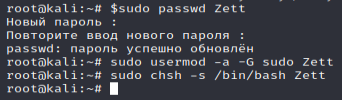 root@kali:~# $sudo passwd Zett
Новый пароль :
Повторите ввод нового пароля :
passwd: пароль успешно обновлён
root@kali:~# sudo usermod -a -G sudo Zett
root@kali:~# sudo chsh -s /bin/bash Zett
root@kali:~#